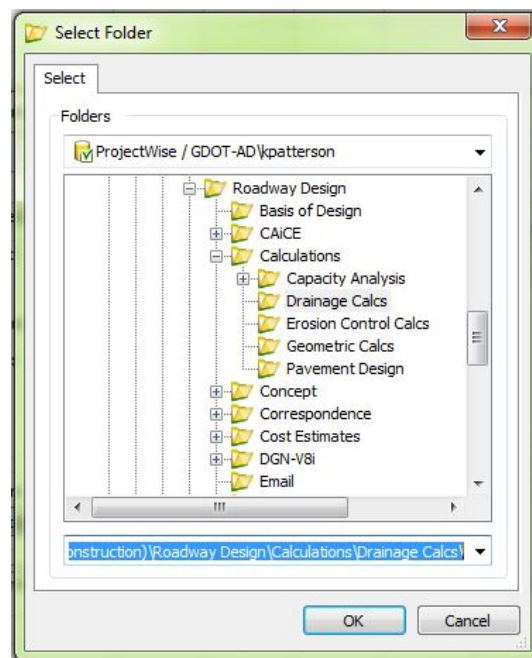 Select Folder
Select
Folders
ProjectWise / GDOT-AD\kpatterson
Roadway Design
Basis of Design
CAiCE
Calculations
Capacity Analysis
Drainage Calcs
Erosion Control Calcs
Geometric Calcs
Pavement Design
Concept
Correspondence
Cost Estimates
DGN-V8i
Email
onstruction)\Roadway Design\Calculations\Drainage Calcs\
OK Cancel